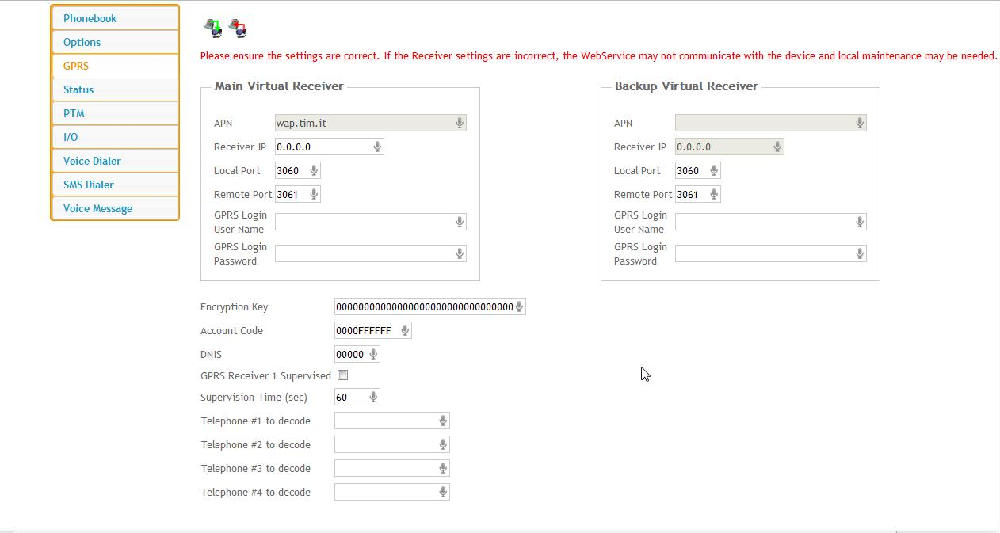 Phonebook
Options
GPRS
Status
PTM
I/O
Voice Dialer
SMS Dialer
Voice Message
Please ensure the settings are correct. If the Receiver settings are incorrect, the WebService may not communicate with the device and local maintenance may be needed.
Main Virtual Receiver
APN wap.tim.it
Receiver IP 0.0.0.0
Local Port 3060
Remote Port 3061
GPRS Login
User Name
GPRS Login
Password
Backup Virtual Receiver
APN
Receiver IP 0.0.0.0
Local Port 3060
Remote Port 3061
GPRS Login
User Name
GPRS Login
Password
Encryption Key 00000000000000000000000000000000
Account Code 0000FFFFFF
DNIS 00000
GPRS Receiver 1 Supervised
Supervision Time (sec) 60
Telephone #1 to decode
Telephone #2 to decode
Telephone #3 to decode
Telephone #4 to decode